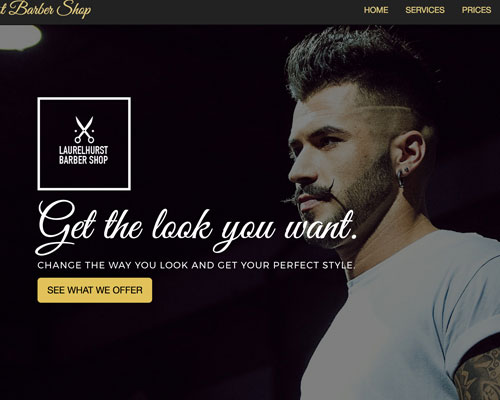 t Barber Shop
HOME SERVICES PRICES
LAURELHURST
BARBER SHOP
Get the look you want.
CHANGE THE WAY YOU LOOK AND GET YOUR PERFECT STYLE.
SEE WHAT WE OFFER